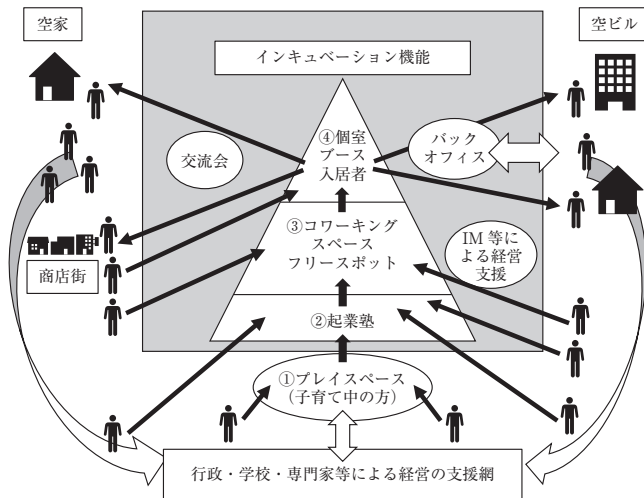 空家
空ビル
インキュベーション機能
④個室
ブース
入居者
交流会
バック
オフィス
③コワーキング
スペース
フリースポット
IM 等に
よる経営
支援
商店街
②起業塾
①プレイスペース
（子育て中の方）
行政・学校・専門家等による経営の支援網